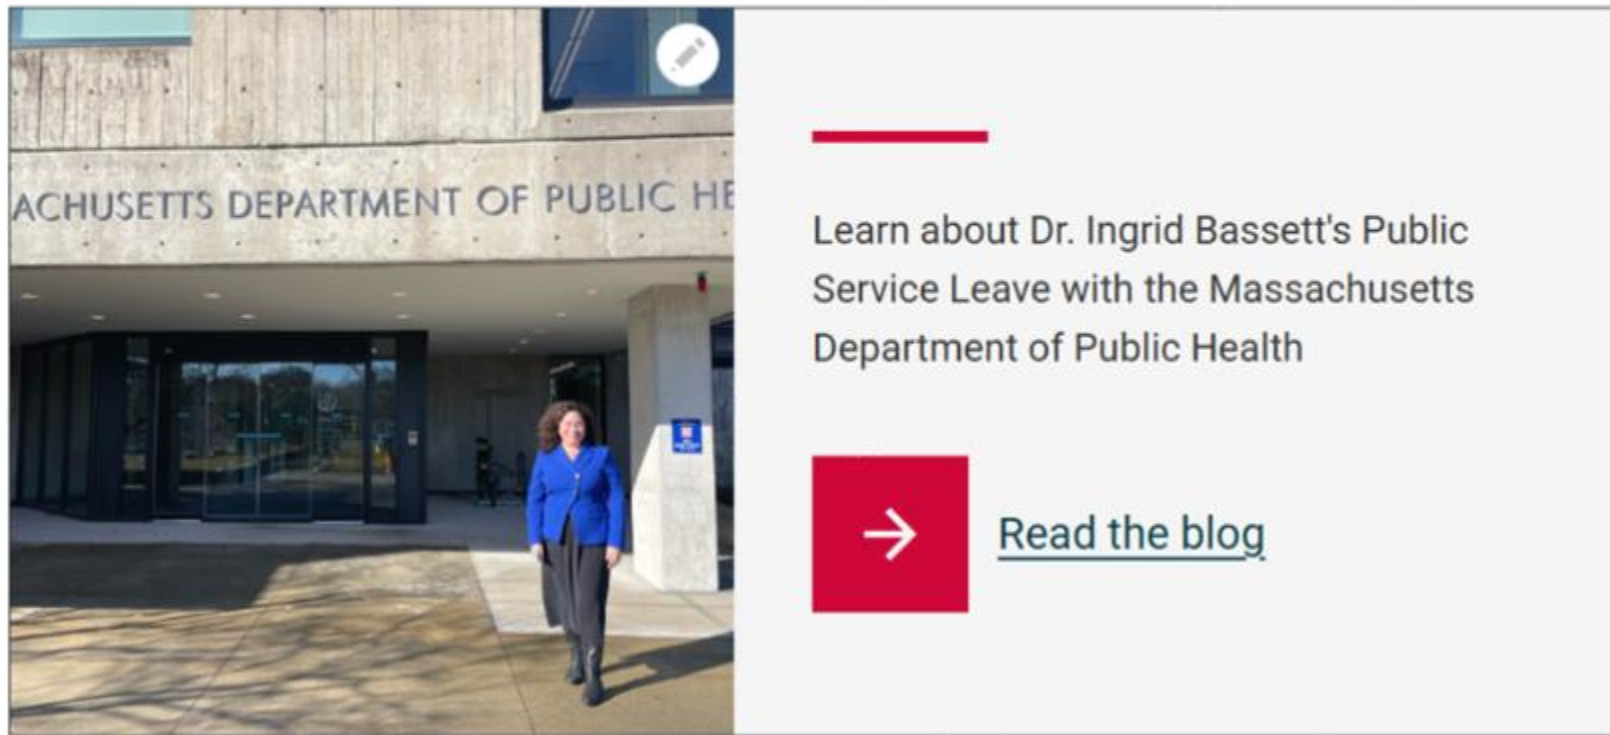 ACHUSETTS DEPARTMENT OF PUBLIC HE
Learn about Dr. Ingrid Bassett's Public
Service Leave with the Massachusetts
Department of Public Health
Read the blog